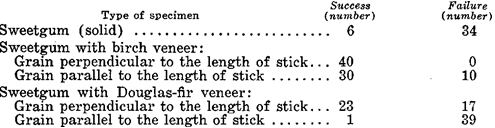 Type of specimen Success (number) Failure (number)
Sweetgum (solid) .......................... 6 34
Sweetgum with birch veneer:
Grain perpendicular to the length of stick... 40 0
Grain parallel to the length of stick ........ 30 10
Sweetgum with Douglas-fir veneer:
Grain perpendicular to the length of stick... 23 17
Grain parallel to the length of stick ........ 1 39